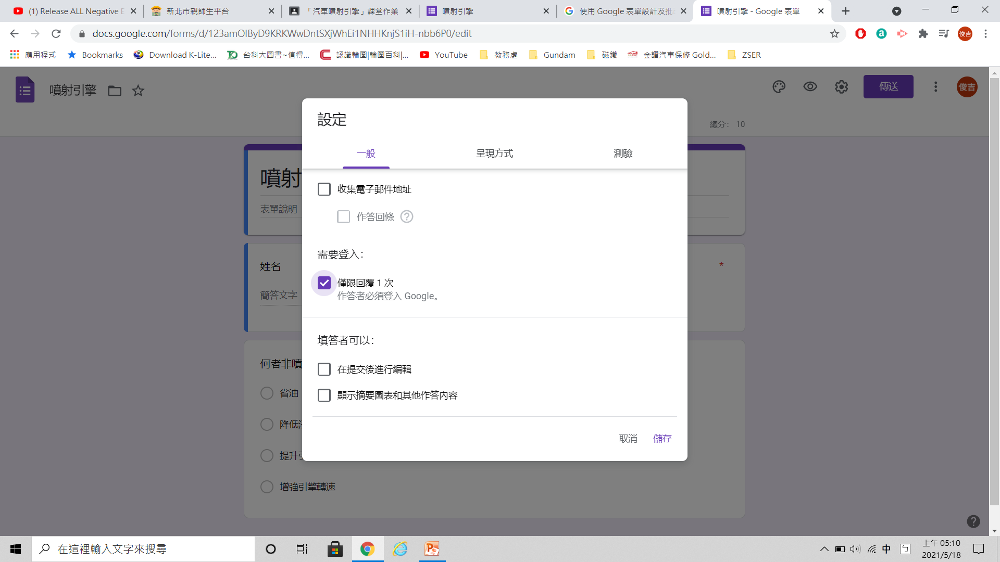 (1) Release ALL Negative E
新北市親師生平台
「汽車噴射引擎」課堂作業
噴射引擎
使用 Google 表單設計及批
噴射引擎 - Google 表單
docs.google.com/forms/d/123amOIByD9KRKWwDntSXjWhEi1NHHKnjS1iH-nbb6P0/edit
俊吉
應用程式
Bookmarks
Download K-Lite...
台科大圖書~值得...
認識輪圈|輪圈百科|...
YouTube
教務處
Gundam
磁鐵
金讚汽車保修 Gold...
ZSER
噴射引擎
傳送
俊吉
總分： 10
設定
一般
呈現方式
測驗
收集電子郵件地址
作答回條
需要登入：
僅限回覆 1 次
作答者必須登入 Google。
填答者可以：
在提交後進行編輯
顯示摘要圖表和其他作答內容
取消
儲存
噴射
表單說明
姓名
*
簡答文字
何者非噴
省油
降低
提升
增強引擎轉速
在這裡輸入文字來搜尋
中
ㄅ
上午 05:10
2021/5/18